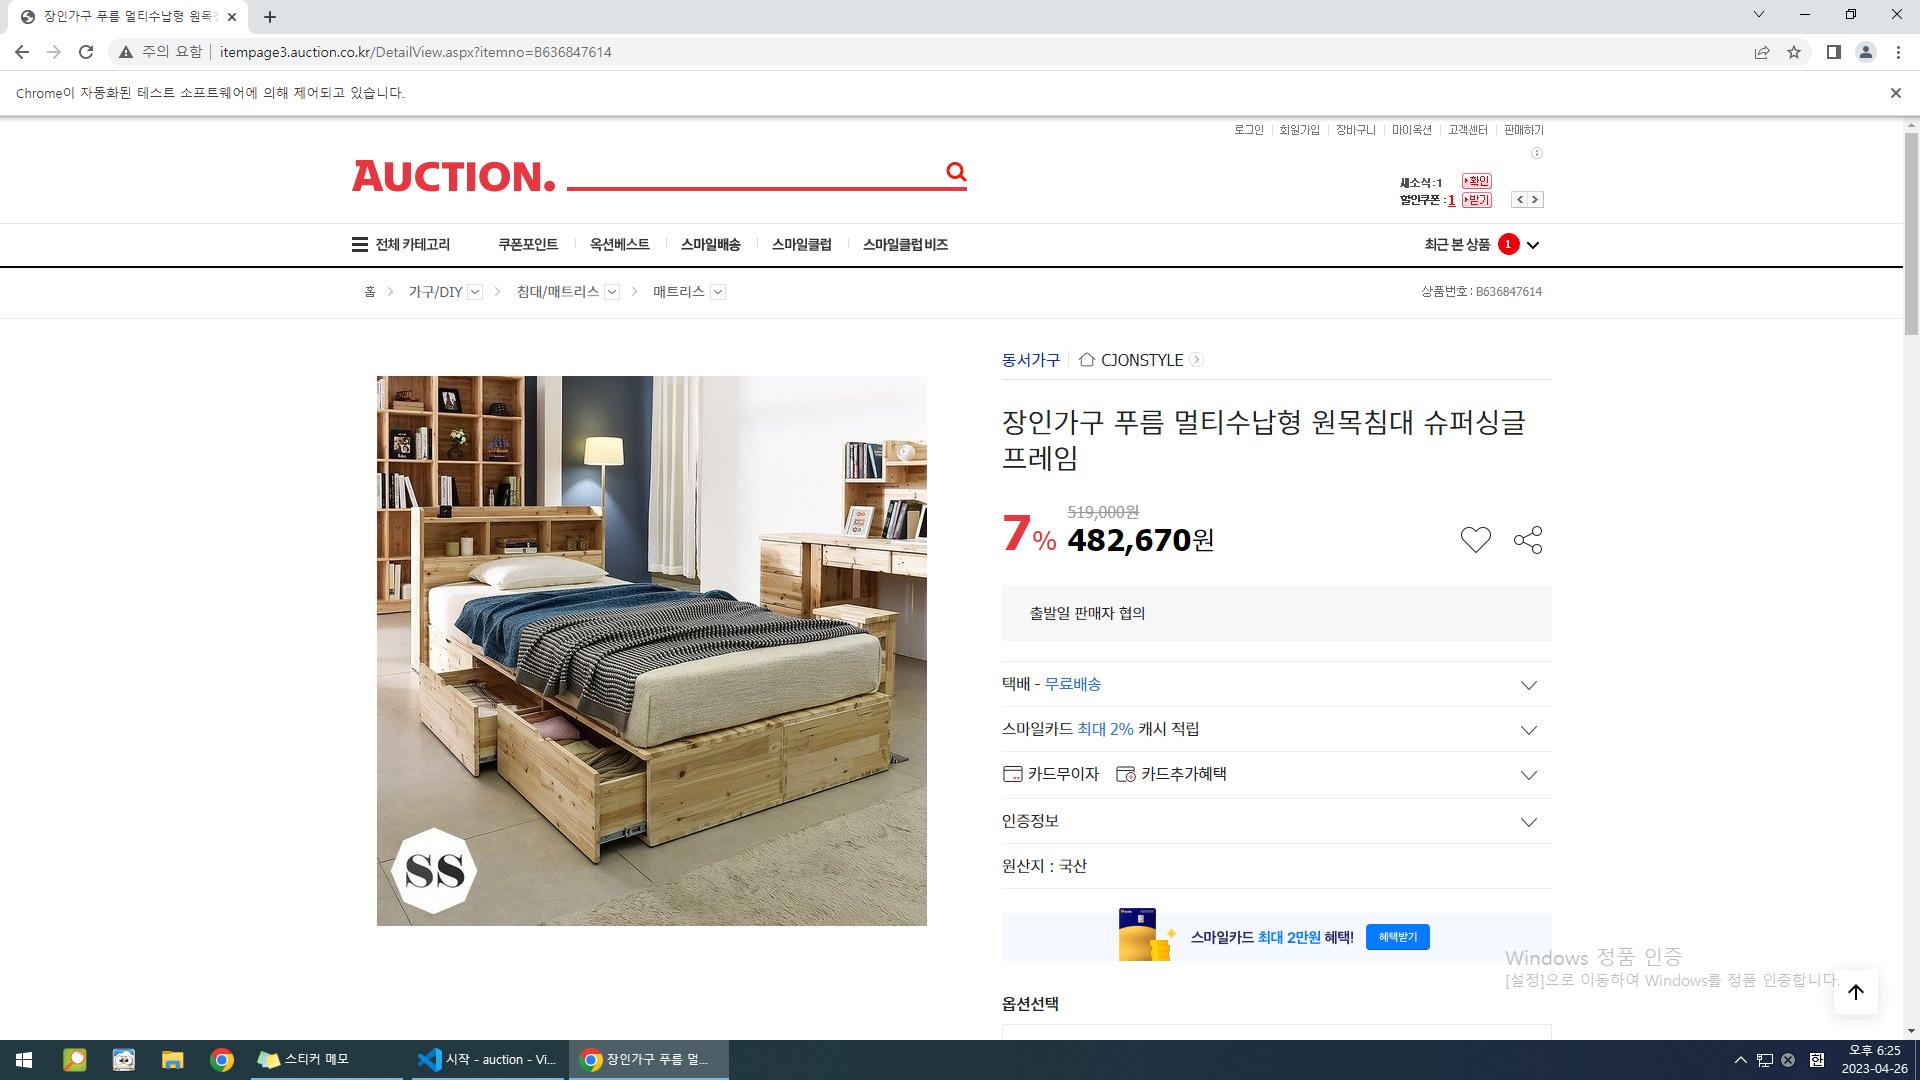 장인가구 푸름 멀티수납형 원목침
주의 요함
itempage3.auction.co.kr/DetailView.aspx?itemno=B636847614
Chrome이 자동화된 테스트 소프트웨어에 의해 제어되고 있습니다.
로그인 회원가입 장바구니 마이옥션 고객센터 판매하기
AUCTION.
새소식:1 확인
할인쿠폰:1 받기
전체 카테고리 쿠폰포인트 옥션베스트 스마일배송 스마일클럽 스마일클럽 비즈 최근 본 상품 1
홈 > 가구/DIY > 침대/매트리스 > 매트리스 상품번호 : B636847614
동서가구 CJONSTYLE
장인가구 푸름 멀티수납형 원목침대 슈퍼싱글
프레임
519,000원
7% 482,670원
출발일 판매자 협의
택배 - 무료배송
스마일카드 최대 2% 캐시 적립
카드무이자 카드추가혜택
인증정보
원산지 : 국산
SS
스마일카드 최대 2만원 혜택! 혜택받기
Windows 정품 인증
[설정]으로 이동하여 Windows를 정품 인증합니다.
옵션선택
스티커 메모
시작 - auction - Vi...
장인가구 푸름 멀...
한
오후 6:25
2023-04-26